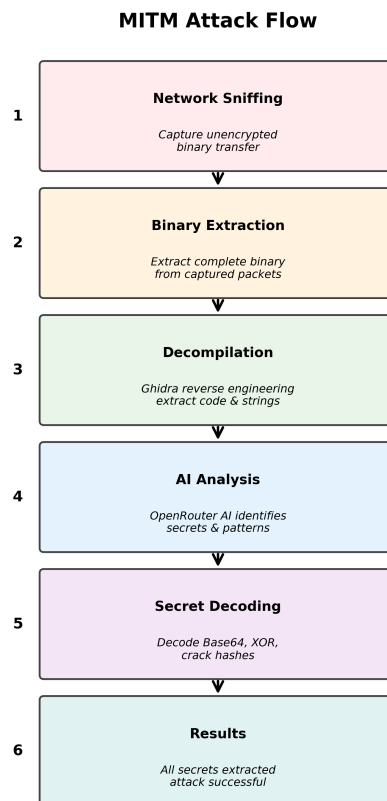 MITM Attack Flow
1
Network Sniffing
Capture unencrypted
binary transfer
2
Binary Extraction
Extract complete binary
from captured packets
3
Decompilation
Ghidra reverse engineering
extract code & strings
4
AI Analysis
OpenRouter AI identifies
secrets & patterns
5
Secret Decoding
Decode Base64, XOR,
crack hashes
6
Results
All secrets extracted
attack successful